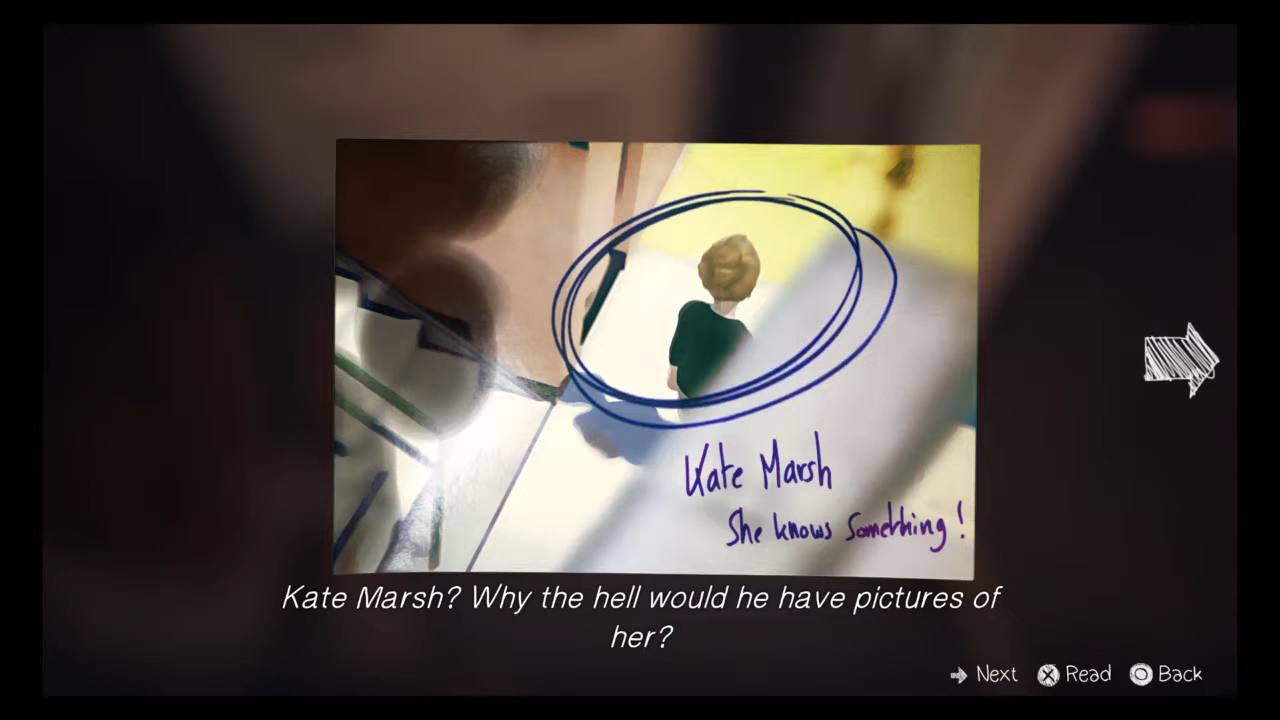 Kate Marsh
She knows something!
Kate Marsh? Why the hell would he have pictures of
her?
Next Read Back